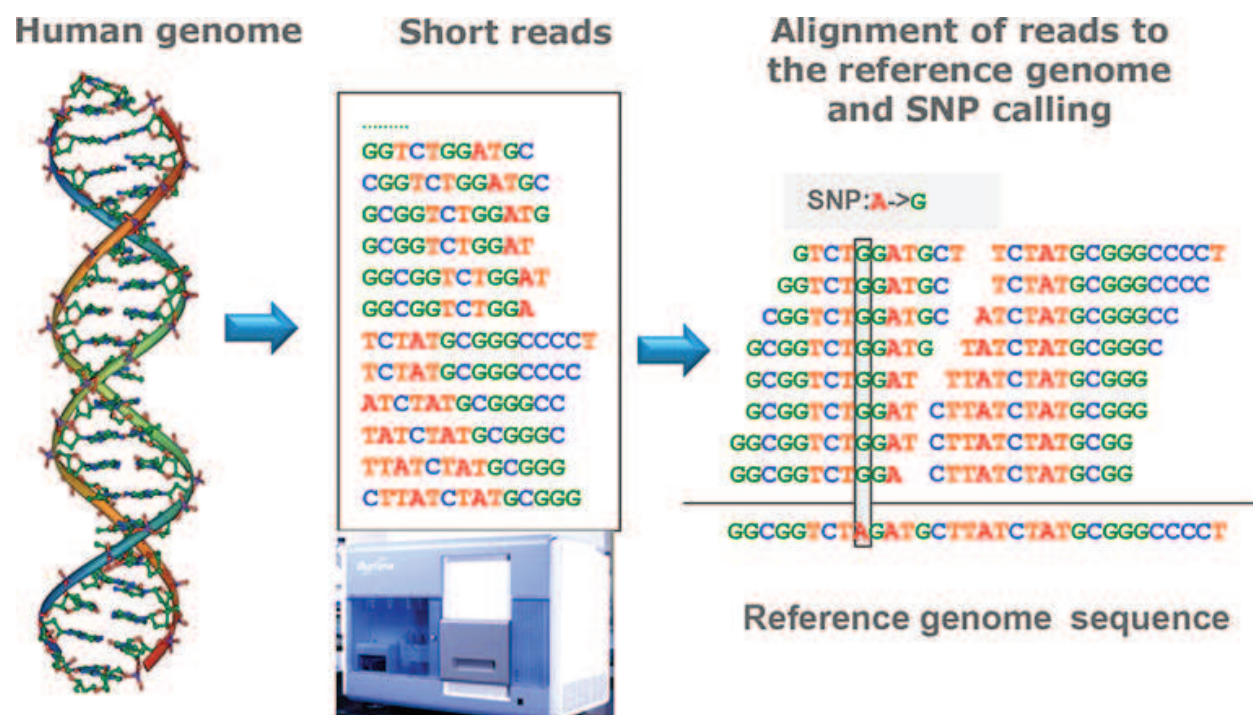 Human genome
Short reads
GGTCTGGATGC
CGGTCTGGATGC
GCGGTCTGGATG
GCGGTCTGGAT
GGCGGTCTGGAT
GGCGGTCTGGA
TCTATGCGGGCCCCT
TCTATGCGGGCCCC
ATCTATGCGGGCC
TATCTATGCGGGC
TTATCTATGCGGG
CTTATCTATGCGGG
Alignment of reads to
the reference genome
and SNP calling
SNP:A->G
GTCTGGATGCT TCTATGCGGGCCCCT
GGTCTGGATGC TCTATGCGGGCCCC
CGGTCTGGATGC ATCTATGCGGGCC
GCGGTCTGGATG TATCTATGCGGGC
GCGGTCTGGAT TTATCTATGCGGG
GCGGTCTGGAT CTTATCTATGCGGG
GGCGGTCTGGAT CTTATCTATGCGG
GGCGGTCTGGA CTTATCTATGCGG
GGCGGTCTAGATGCTTATCTATGCGGGCCCCT
Reference genome sequence